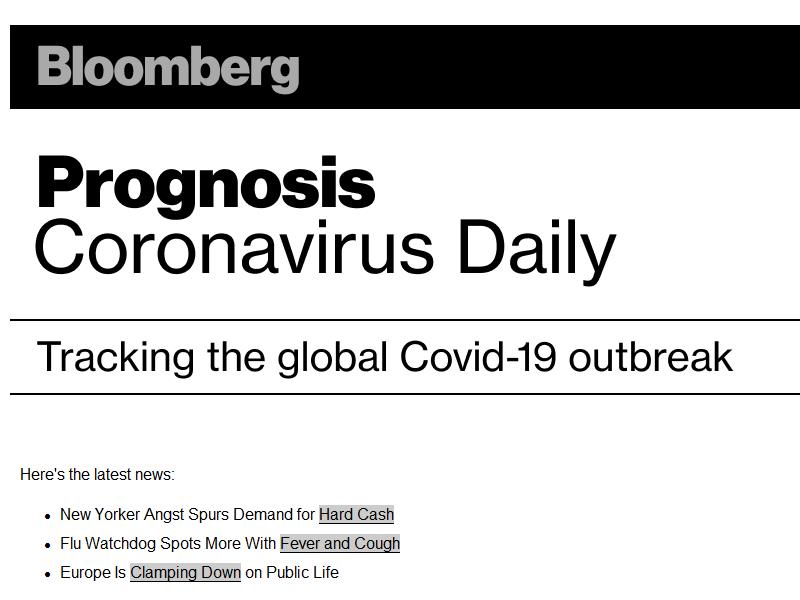 Bloomberg
Prognosis
Coronavirus Daily
Tracking the global Covid-19 outbreak
Here's the latest news:
• New Yorker Angst Spurs Demand for Hard Cash
• Flu Watchdog Spots More With Fever and Cough
• Europe Is Clamping Down on Public Life